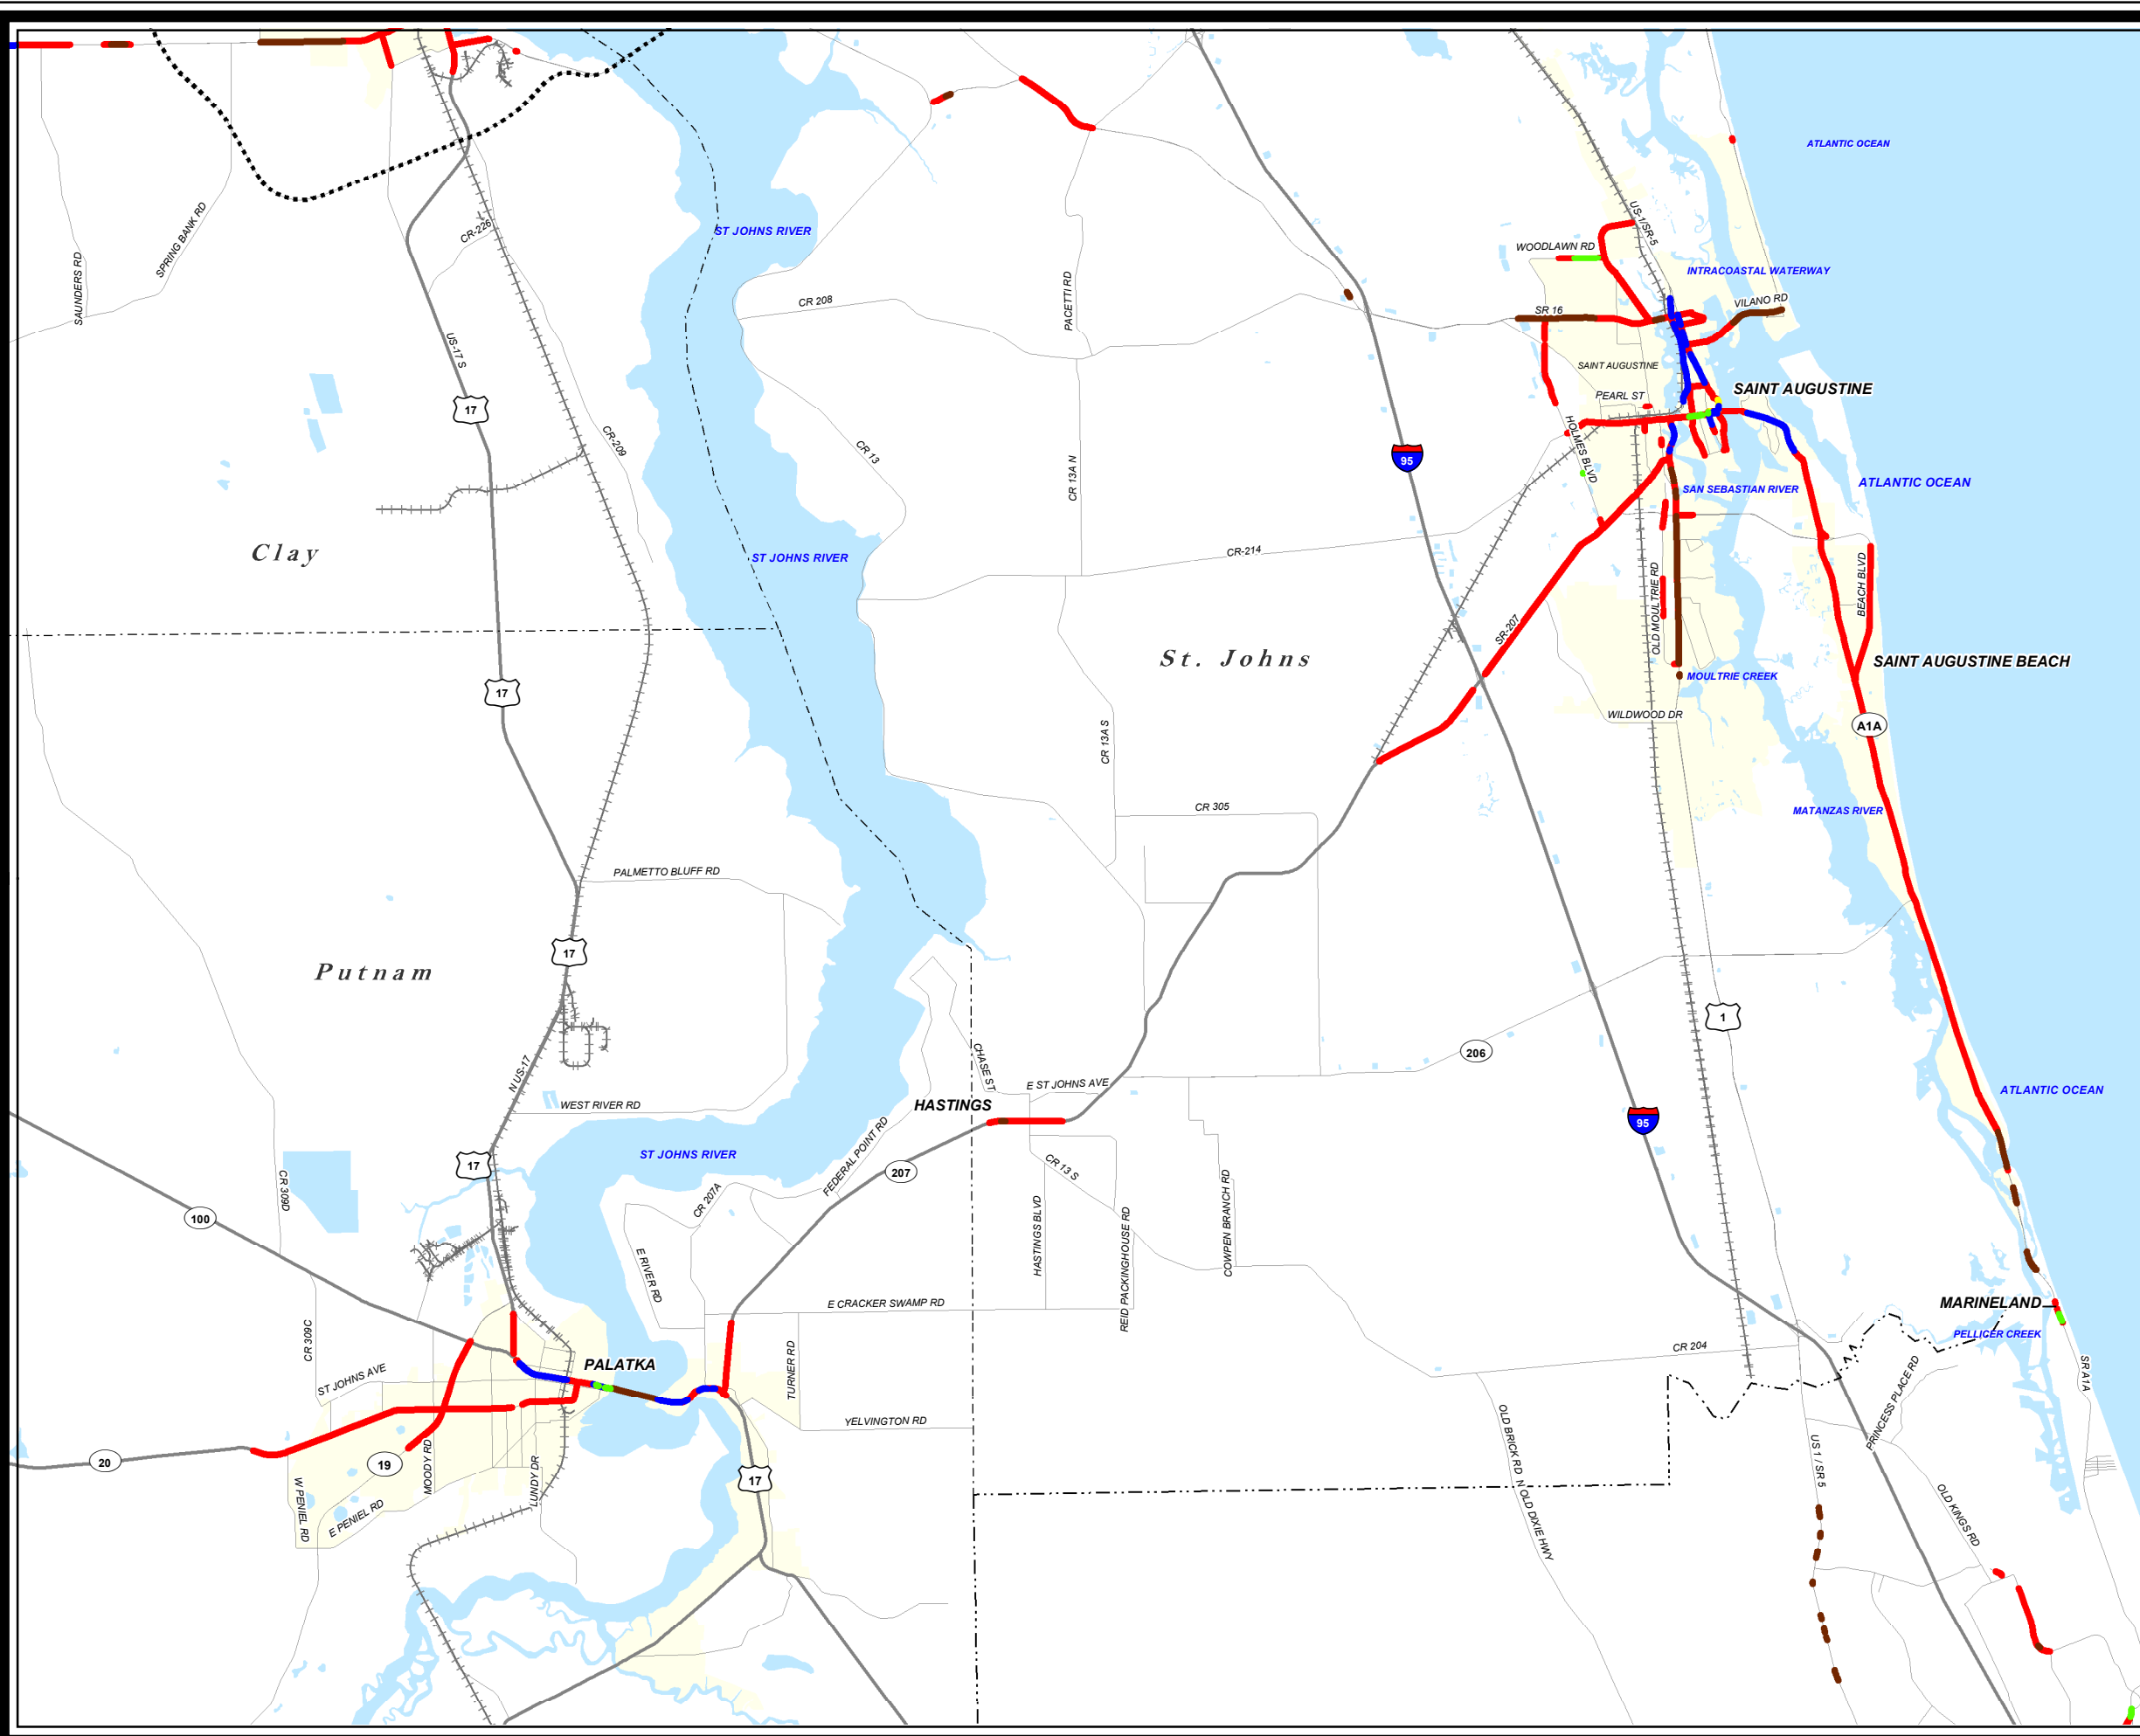 ATLANTIC OCEAN
SPRING BANK RD
SAUNDERS RD
CR-226
ST JOHNS RIVER
US-1/SR-5
WOODLAWN RD
INTRACOASTAL WATERWAY
PACETTI RD
CR 208
VILANO RD
SR 16
US-17 S
SAINT AUGUSTINE
SAINT AUGUSTINE
PEARL ST
17
CR-209
CR 13
CR 13A N
95
HOLMES BLVD
ATLANTIC OCEAN
SAN SEBASTIAN RIVER
Clay
ST JOHNS RIVER
CR-214
BEACH BLVD
OLD MOULTRIE RD
SR-207
St. Johns
SAINT AUGUSTINE BEACH
MOULTRIE CREEK
17
WILDWOOD DR
A1A
CR 13A S
CR 305
MATANZAS RIVER
PALMETTO BLUFF RD
17
Putnam
1
206
CHASE ST
N US-17
E ST JOHNS AVE
ATLANTIC OCEAN
HASTINGS
WEST RIVER RD
95
ST JOHNS RIVER
FEDERAL POINT RD
17
207
CR 13 S
CR 309D
CR 207A
100
HASTINGS BLVD
REID PACKINGHOUSE RD
COWPEN BRANCH RD
E RIVER RD
E CRACKER SWAMP RD
MARINELAND
PELLICER CREEK
CR 309C
CR 204
PALATKA
TURNER RD
ST JOHNS AVE
SR A1A
PRINCESS PLACE RD
YELVINGTON RD
OLD BRICK RD
MOODY RD
20
19
US 1 / SR 5
17
LUNDY DR
W PENIEL RD
E PENIEL RD
N OLD DIXIE HWY
OLD KINGS RD